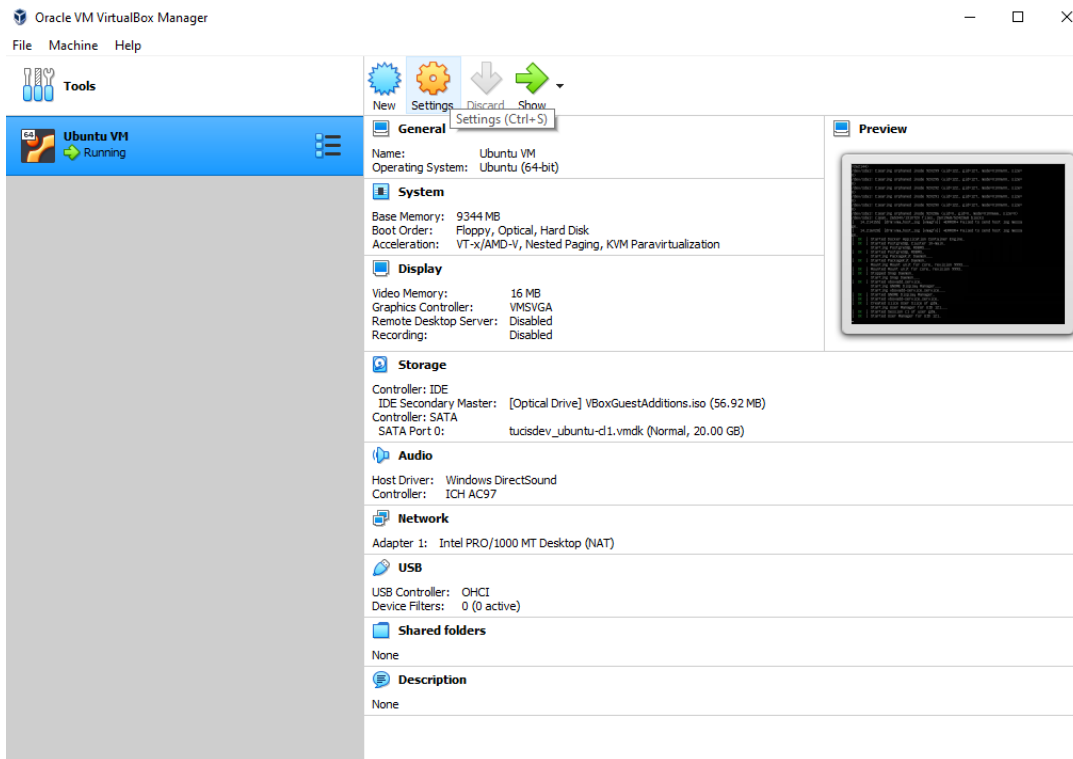 Oracle VM VirtualBox Manager
File Machine Help
Tools
New Settings Discard Show
Settings (Ctrl+S)
64
Ubuntu VM
Running
General
Name: Ubuntu VM
Operating System: Ubuntu (64-bit)
System
Base Memory: 9344 MB
Boot Order: Floppy, Optical, Hard Disk
Acceleration: VT-x/AMD-V, Nested Paging, KVM Paravirtualization
Display
Video Memory: 16 MB
Graphics Controller: VMSVGA
Remote Desktop Server: Disabled
Recording: Disabled
Preview
Storage
Controller: IDE
IDE Secondary Master: [Optical Drive] VBoxGuestAdditions.iso (56.92 MB)
Controller: SATA
SATA Port 0: tucisdev_ubuntu-cl1.vmdk (Normal, 20.00 GB)
Audio
Host Driver: Windows DirectSound
Controller: ICH AC97
Network
Adapter 1: Intel PRO/1000 MT Desktop (NAT)
USB
USB Controller: OHCI
Device Filters: 0 (0 active)
Shared folders
None
Description
None